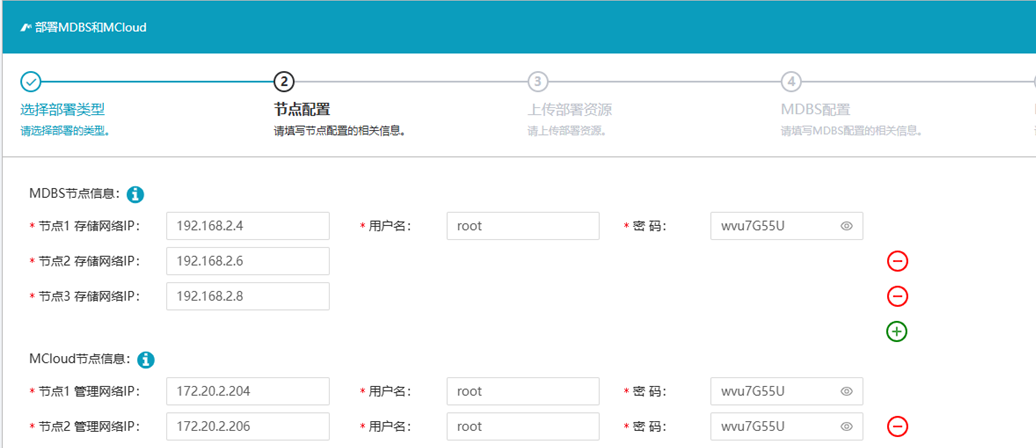 部署MDBS和MCloud
2 3 4
选择部署类型 节点配置 上传部署资源 MDBS配置
请选择部署的类型。 请填写节点配置的相关信息。 请上传部署资源。 请填写MDBS配置的相关信息。
MDBS节点信息：
* 节点1 存储网络IP： 192.168.2.4 * 用户名： root * 密 码： wvu7G55U
* 节点2 存储网络IP： 192.168.2.6
* 节点3 存储网络IP： 192.168.2.8
MCloud节点信息：
* 节点1 管理网络IP： 172.20.2.204 * 用户名： root * 密 码： wvu7G55U
* 节点2 管理网络IP： 172.20.2.206 * 用户名： root * 密 码： wvu7G55U